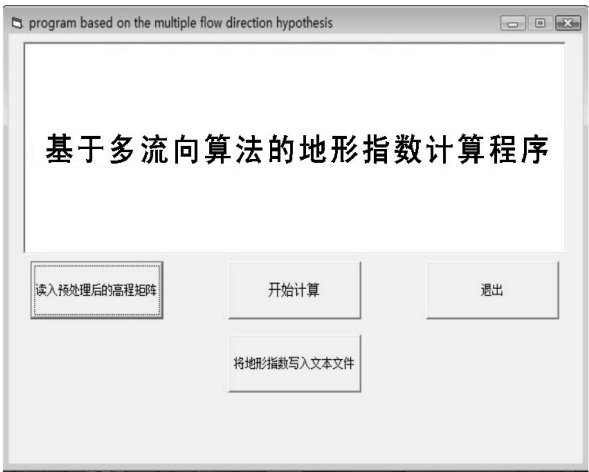 program based on the multiple flow direction hypothesis
基于多流向算法的地形指数计算程序
读入预处理后的高程矩阵
开始计算
退出
将地形指数写入文本文件